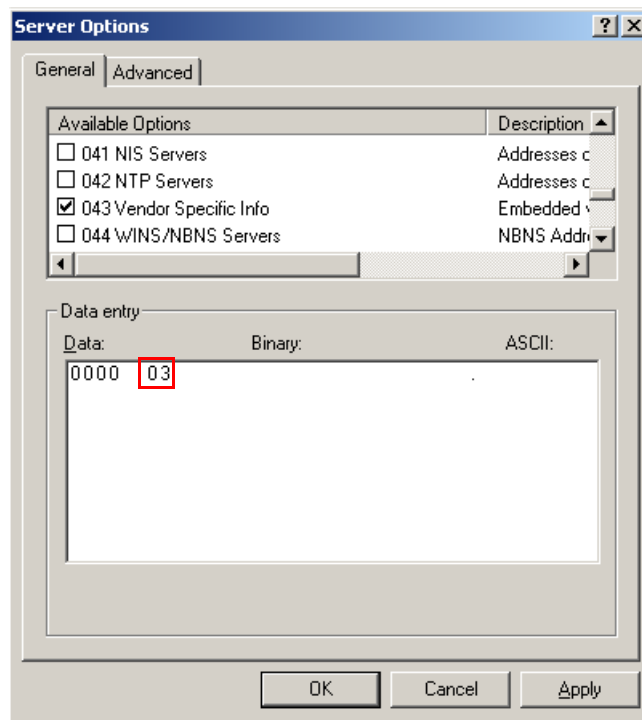 Server Options
General Advanced
Available Options Description
041 NIS Servers Addresses c
042 NTP Servers Addresses c
043 Vendor Specific Info Embedded
044 WINS/NBNS Servers NBNS Addr
Data entry
Data: Binary: ASCII:
0000 03 .
OK Cancel Apply